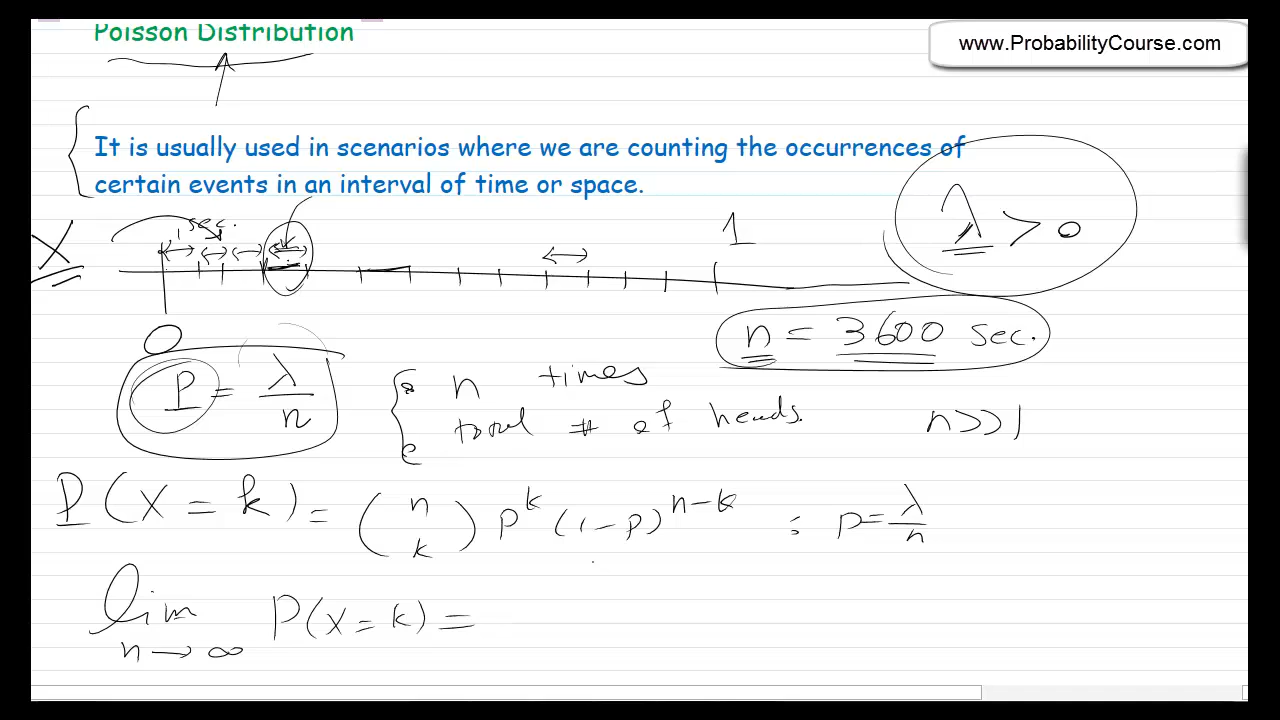 Poisson Distribution
www.ProbabilityCourse.com
It is usually used in scenarios where we are counting the occurrences of
certain events in an interval of time or space.
λ > 0
X
1 sec.
1
0
n = 3600 sec.
P = λ/n
n times
total # of heads.
n>>1
P(X = k) = (n k) p^k (1-p)^{n-k} : p = λ/n
lim n→∞ P(X = k) =